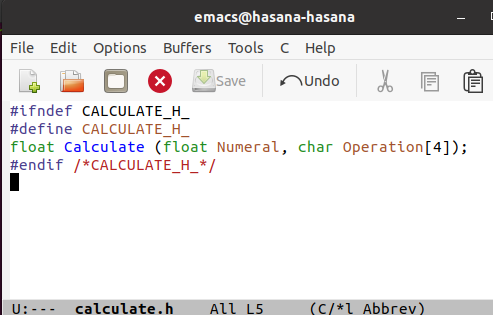 emacs@hasana-hasana
File Edit Options Buffers Tools C Help
Save Undo
#ifndef CALCULATE_H_
#define CALCULATE_H_
float Calculate (float Numeral, char Operation[4]);
#endif /*CALCULATE_H_*/
U:--- calculate.h All L5 (C/*l Abbrev)